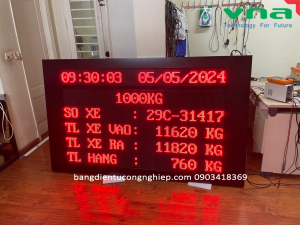 vna
Technology For Future
09:30:03 05/05/2024
1000KG
SO XE : 29C-31417
TL XE VAO: 11620 KG
TL XE RA : 11820 KG
TL HANG : 760 KG
bangdientucongnghiep.com 0903418369